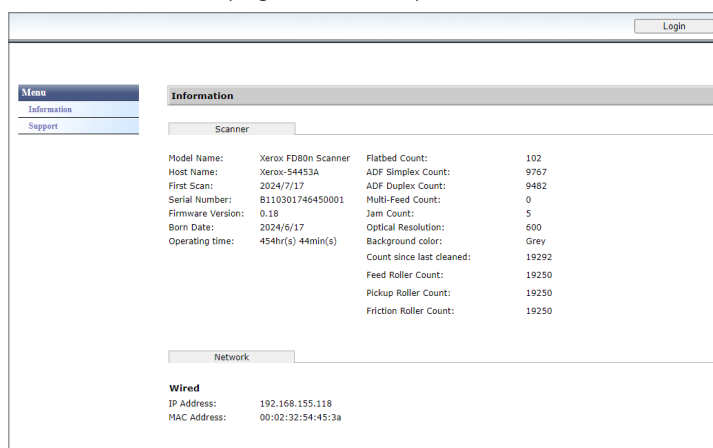 Login
Menu
Information
Support
Information
Scanner
Model Name: Xerox FD80n Scanner Flatbed Count: 102
Host Name: Xerox-54453A ADF Simplex Count: 9767
First Scan: 2024/7/17 ADF Duplex Count: 9482
Serial Number: B110301746450001 Multi-Feed Count: 0
Firmware Version: 0.18 Jam Count: 5
Born Date: 2024/6/17 Optical Resolution: 600
Operating time: 454hr(s) 44min(s) Background color: Grey
Count since last cleaned: 19292
Feed Roller Count: 19250
Pickup Roller Count: 19250
Friction Roller Count: 19250
Network
Wired
IP Address: 192.168.155.118
MAC Address: 00:02:32:54:45:3a